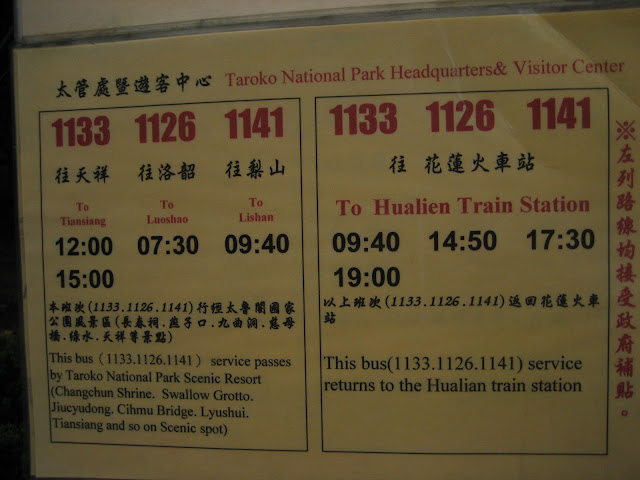 太管處暨遊客中心 Taroko National Park Headquarters& Visitor Center
1133 1126 1141
往天祥 往洛韶 往梨山
To To To
Tiansiang Luoshao Lishan
12:00 07:30 09:40
15:00
本班次(1133.1126.1141)行經太魯閣國家
公園風景區(長春祠.燕子口.九曲洞.慈母
橋.綠水.天祥等景點)
This bus（1133.1126.1141） service passes
by Taroko National Park Scenic Resort
(Changchun Shrine. Swallow Grotto.
Jiucyudong. Cihmu Bridge. Lyushui.
Tiansiang and so on Scenic spot)
1133 1126 1141
往 花蓮火車站
To Hualien Train Station
09:40 14:50 17:30
19:00
以上班次(1133.1126.1141)返回花蓮火車
站
This bus(1133.1126.1141) service
returns to the Hualian train station
※左列路線均接受政府補貼。